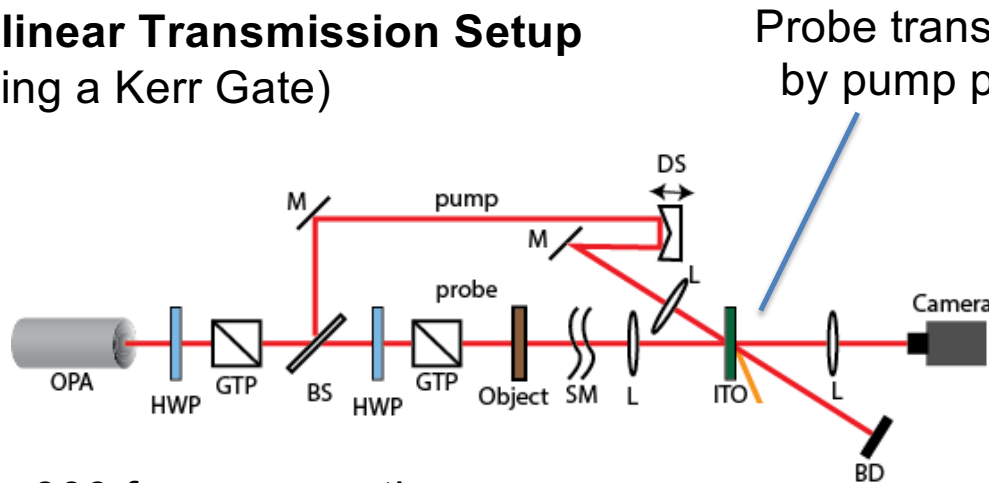 linear Transmission Setup
ing a Kerr Gate)
Probe trans
by pump p
DS
M
pump
M
L
probe
Camera
OPA
HWP
GTP
BS
HWP
GTP
Object
SM
L
ITO
L
BD